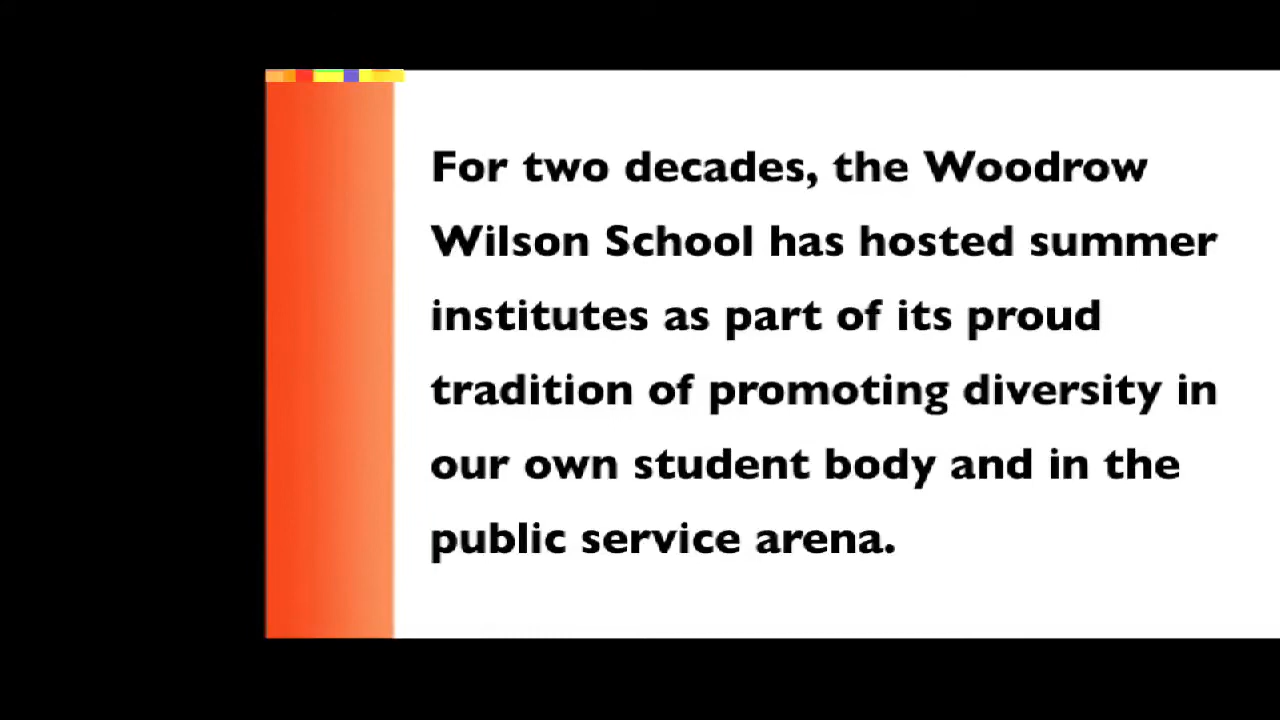 For two decades, the Woodrow
Wilson School has hosted summer
institutes as part of its proud
tradition of promoting diversity in
our own student body and in the
public service arena.